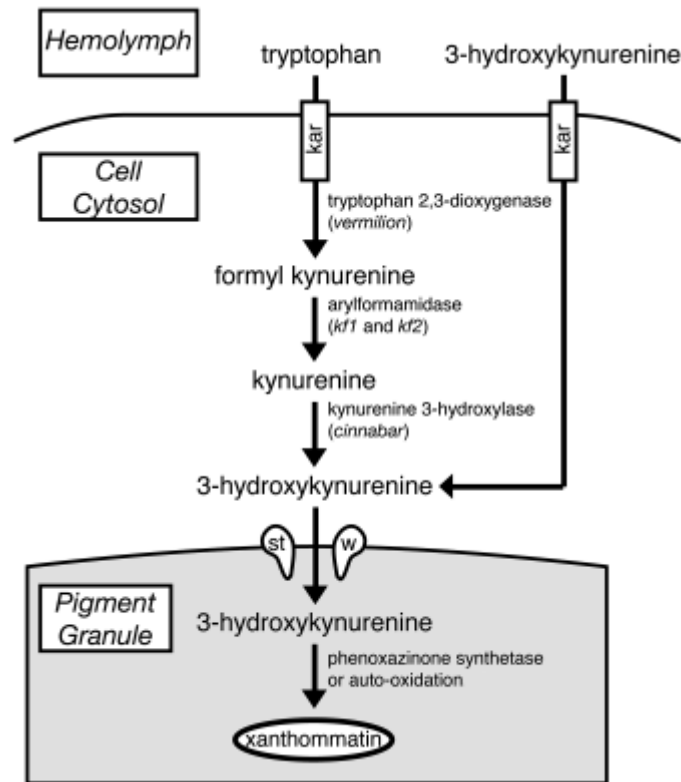 Hemolymph
tryptophan
3-hydroxykynurenine
kar
kar
Cell
Cytosol
tryptophan 2,3-dioxygenase
(vermilion)
formyl kynurenine
arylformamidase
(kf1 and kf2)
kynurenine
kynurenine 3-hydroxylase
(cinnabar)
3-hydroxykynurenine
st
w
Pigment
Granule
3-hydroxykynurenine
phenoxazinone synthetase
or auto-oxidation
xanthommatin